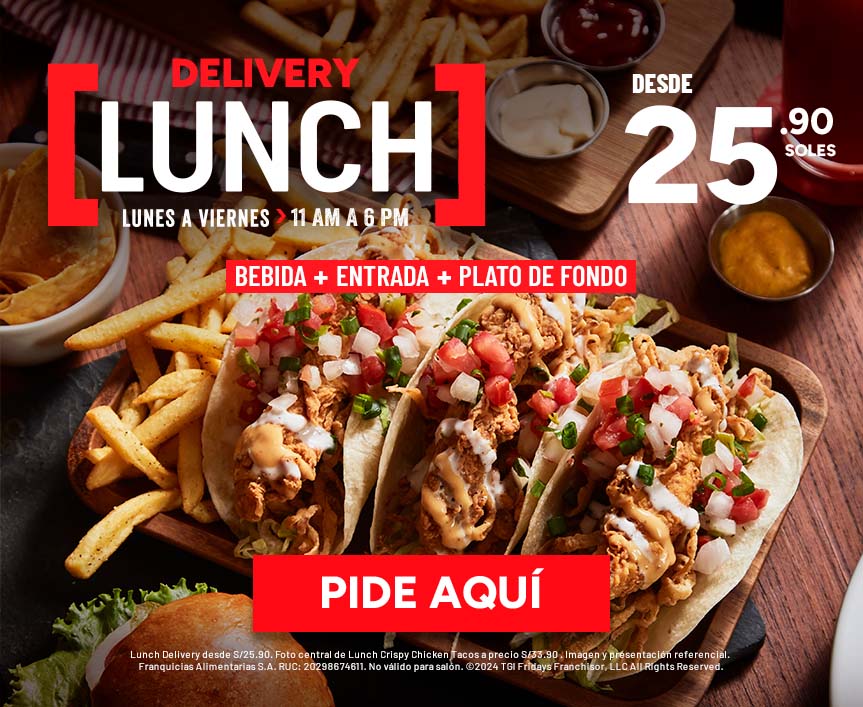 DELIVERY
LUNCH
LUNES A VIERNES > 11 AM A 6 PM
DESDE
25.90
SOLES
BEBIDA + ENTRADA + PLATO DE FONDO
PIDE AQUÍ
Lunch Delivery desde S/25.90. Foto central de Lunch Crispy Chicken Tacos a precio S/33.90 . Imagen y presentación referencial.
Franquicias Alimentarias S.A. RUC: 20298674611. No válido para salón. ©2024 TGI Fridays Franchisor, LLC All Rights Reserved.